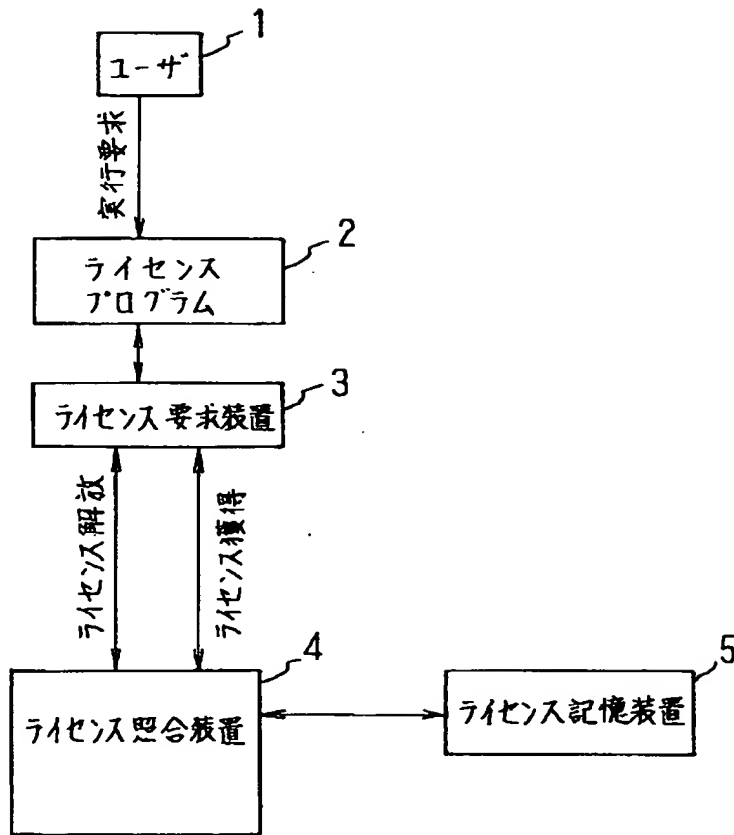 1
ユーザ
実行要求
2
ライセンス
プログラム
3
ライセンス要求装置
ライセンス解放
ライセンス獲得
4
ライセンス照合装置
5
ライセンス記憶装置